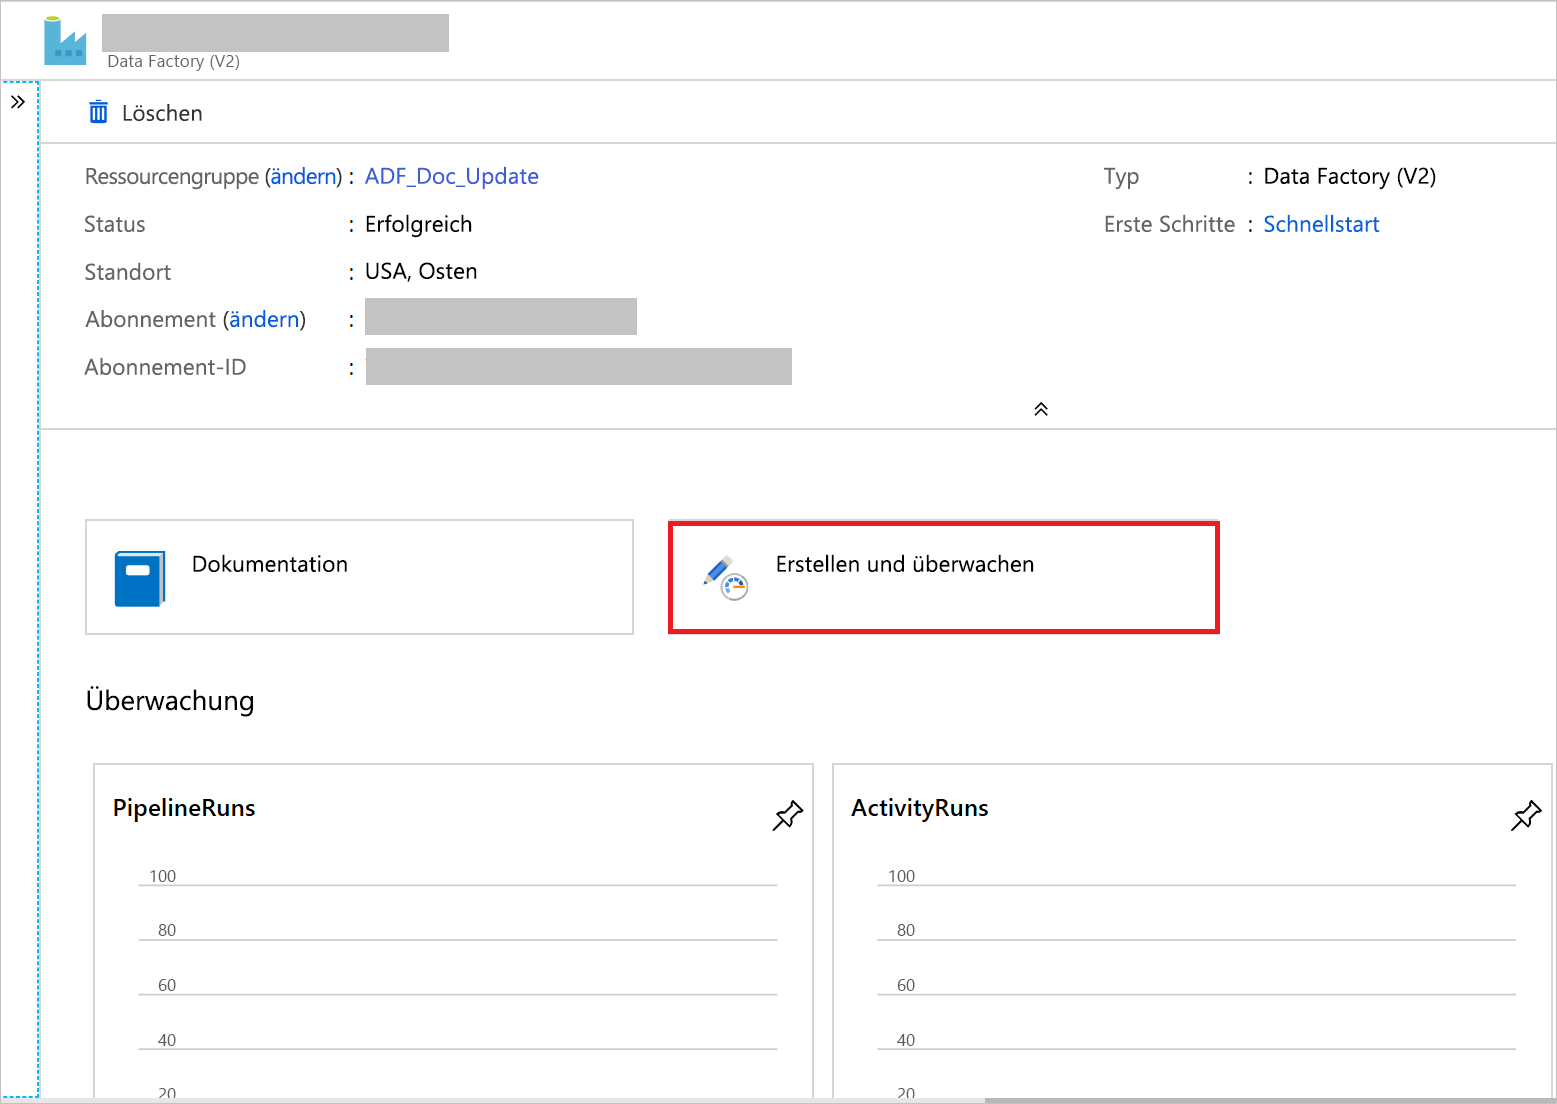 Data Factory (V2)
Löschen
Ressourcengruppe (ändern) : ADF_Doc_Update
Typ : Data Factory (V2)
Status : Erfolgreich
Erste Schritte : Schnellstart
Standort : USA, Osten
Abonnement (ändern) :
Abonnement-ID :
Dokumentation
Erstellen und überwachen
Überwachung
PipelineRuns
100
80
60
40
20
ActivityRuns
100
80
60
40
20